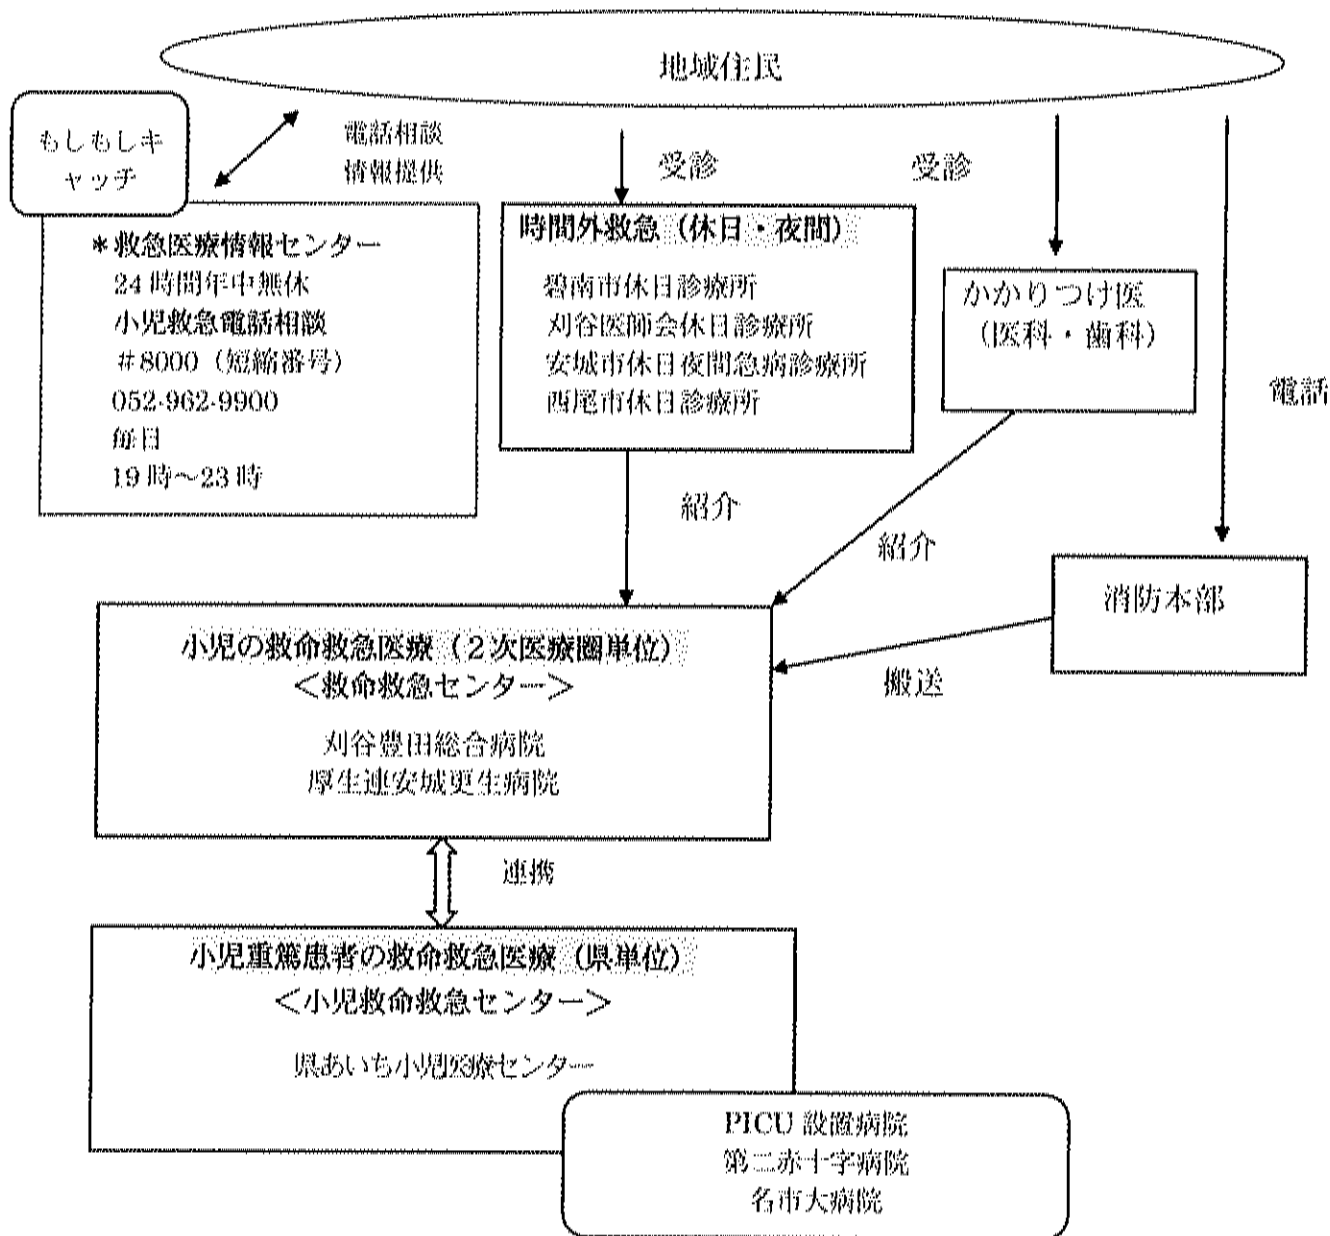 地域住民
もしもしキ
ャッチ
電話相談
情報提供
受診
受診
*救急医療情報センター
24時間年中無休
小児救急電話相談
#8000（短縮番号）
052-962-9900
毎日
19時～23時
時間外救急（休日・夜間）
碧南市休日診療所
刈谷医師会休日診療所
安城市休日夜間急病診療所
西尾市休日診療所
かかりつけ医
（医科・歯科）
電話
紹介
紹介
消防本部
搬送
小児の救命救急医療（２次医療圏単位）
＜救命救急センター＞
刈谷豊田総合病院
厚生連安城更生病院
連携
小児重篤患者の救命救急医療（県単位）
＜小児救命救急センター＞
県あいち小児医療センター
PICU 設置病院
第二赤十字病院
名市大病院